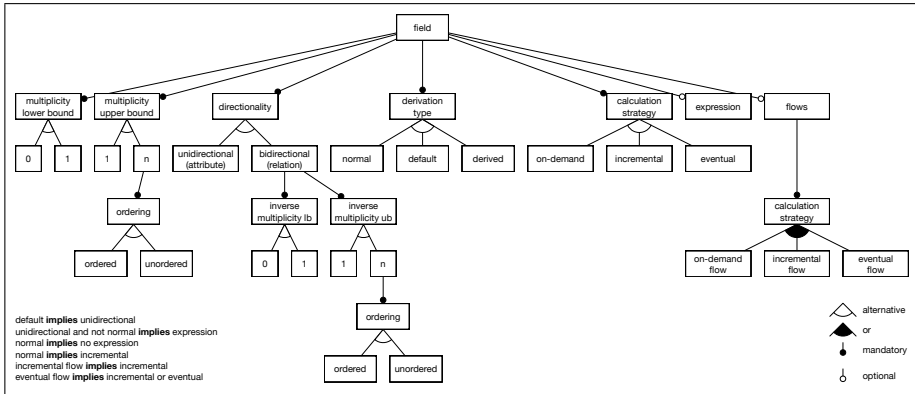 field
multiplicity
lower bound
multiplicity
upper bound
directionality
derivation
type
calculation
strategy
expression
flows
0
1
1
n
unidirectional
(attribute)
bidirectional
(relation)
normal
default
derived
on-demand
incremental
eventual
ordering
inverse
multiplicity lb
inverse
multiplicity ub
calculation
strategy
ordered
unordered
0
1
1
n
on-demand
flow
incremental
flow
eventual flow
ordering
ordered
unordered
default implies unidirectional
unidirectional and not normal implies expression
normal implies no expression
normal implies incremental
incremental flow implies incremental
eventual flow implies incremental or eventual
alternative
or
mandatory
optional